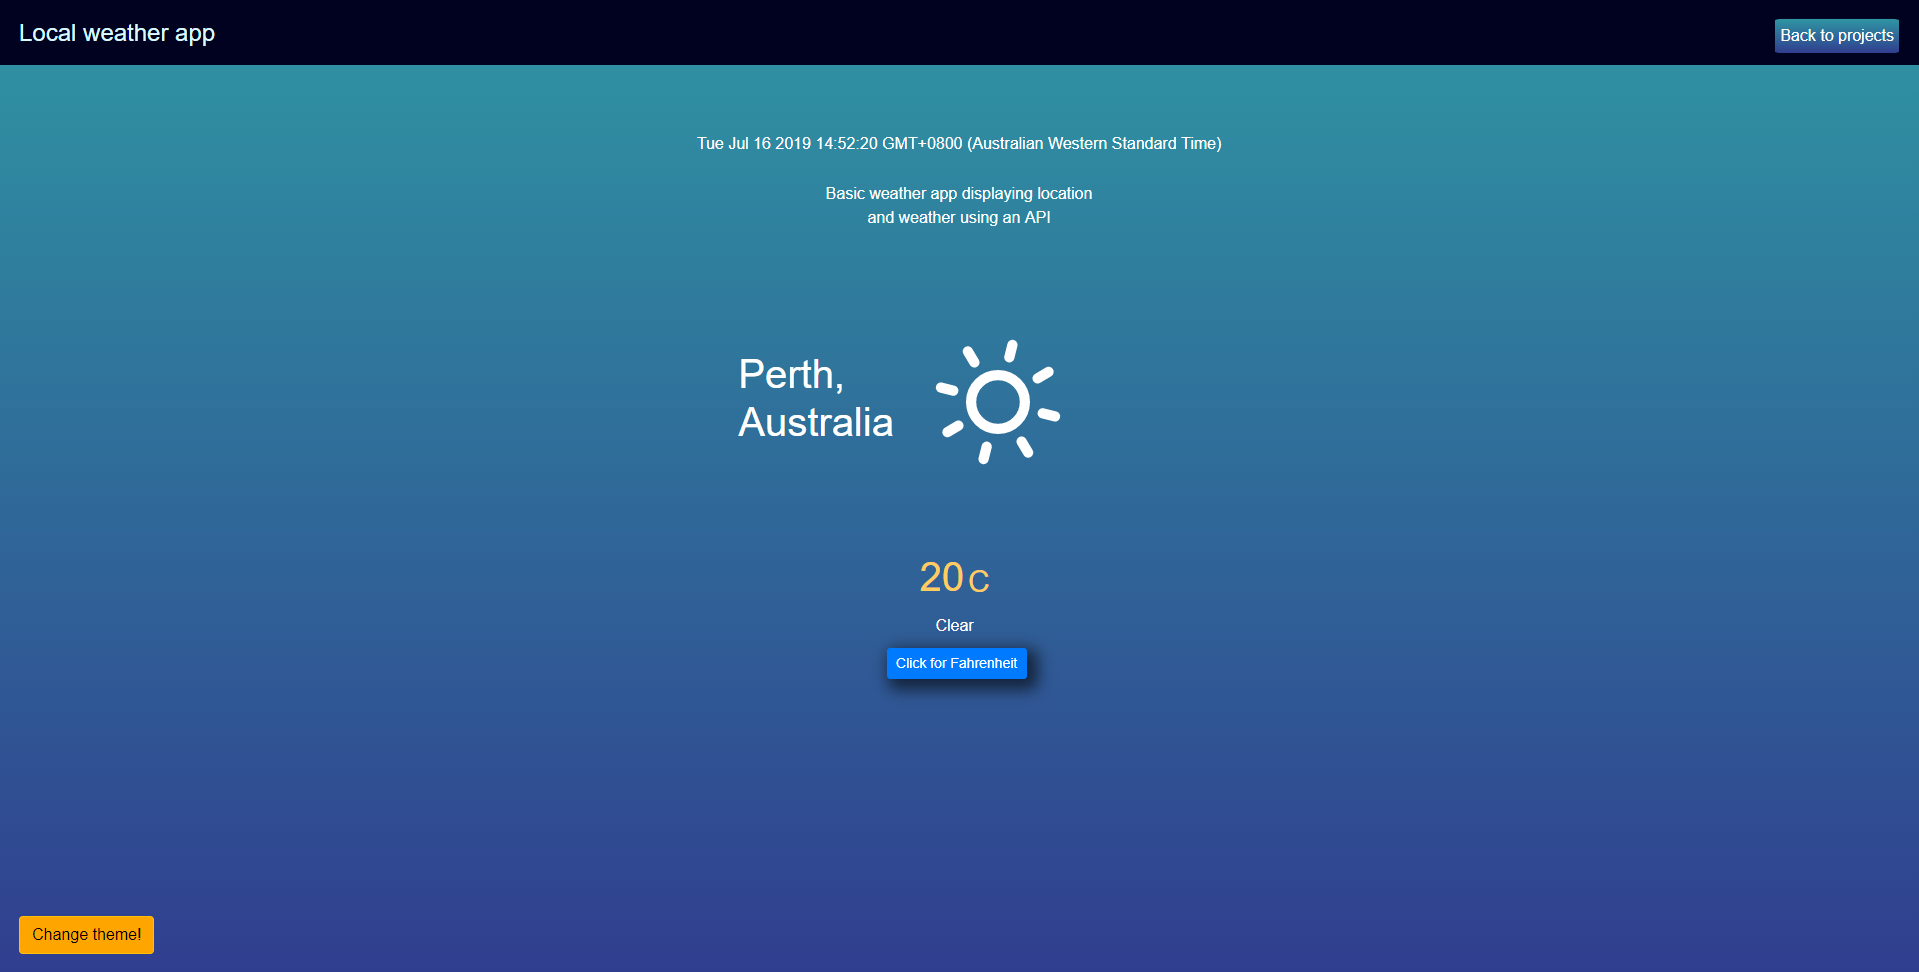 Local weather app
Back to projects
Tue Jul 16 2019 14:52:20 GMT+0800 (Australian Western Standard Time)
Basic weather app displaying location
and weather using an API
Perth,
Australia
20 C
Clear
Click for Fahrenheit
Change theme!